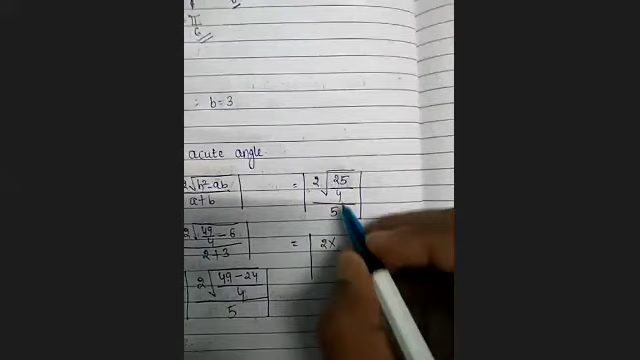 π/6
∴ b=3
acute angle
|2√(h²-ab)/(a+b)|
|2√(49/4 - 6)/(2+3)|
|2√((49-24)/4)/5|
= |2√(25/4)/5|
= |2×